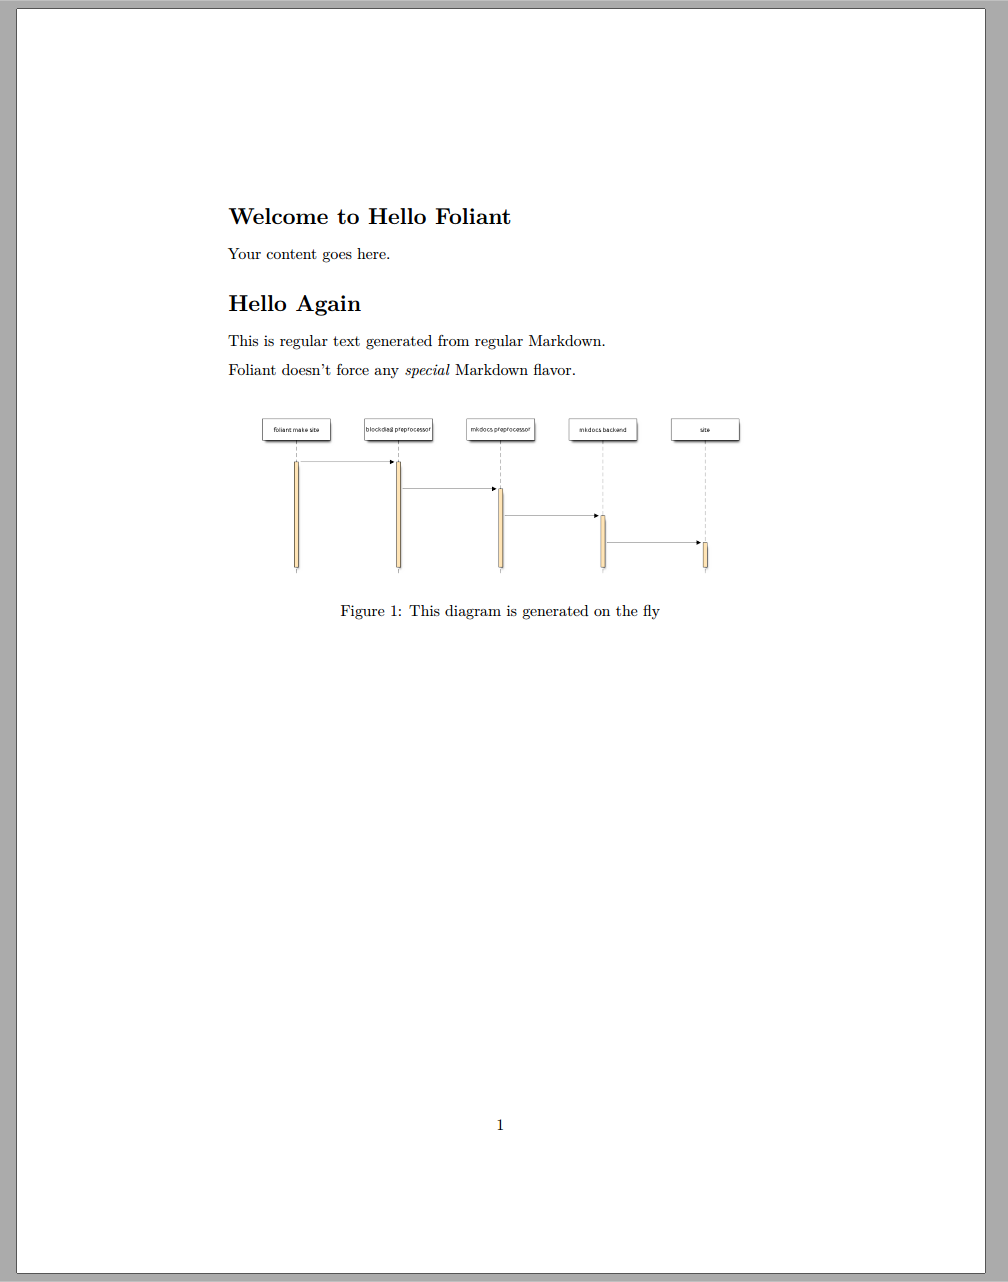 Welcome to Hello Foliant
Your content goes here.
Hello Again
This is regular text generated from regular Markdown.
Foliant doesn't force any special Markdown flavor.
foliant make site
blockdiag preprocessor
mkdocs preprocessor
mkdocs backend
site
Figure 1: This diagram is generated on the fly
1